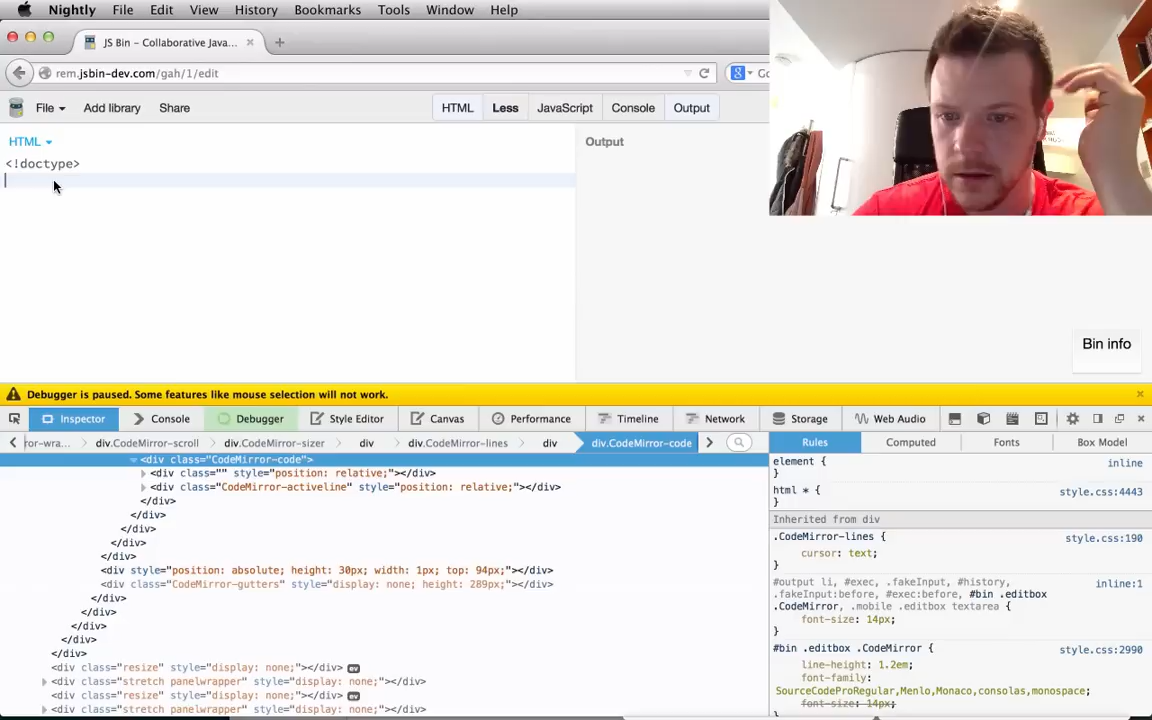 Nightly File Edit View History Bookmarks Tools Window Help
JS Bin - Collaborative Java...
rem.jsbin-dev.com/gah/1/edit
File Add library Share HTML Less JavaScript Console Output
HTML Output
<!doctype>
Bin info
Debugger is paused. Some features like mouse selection will not work.
Inspector Console Debugger Style Editor Canvas Performance Timeline Network Storage Web Audio
ror-wra... div.CodeMirror-scroll div.CodeMirror-sizer div div.CodeMirror-lines div div.CodeMirror-code
Rules Computed Fonts Box Model
<div class="CodeMirror-code">
<div class="" style="position: relative;"></div>
<div class="CodeMirror-activeline" style="position: relative;"></div>
</div>
</div>
</div>
</div>
</div>
<div style="position: absolute; height: 30px; width: 1px; top: 94px;"></div>
<div class="CodeMirror-gutters" style="display: none; height: 289px;"></div>
</div>
</div>
</div>
</div>
<div class="resize" style="display: none;"></div> ev
<div class="stretch panelwrapper" style="display: none;"></div>
<div class="resize" style="display: none;"></div> ev
<div class="stretch panelwrapper" style="display: none;"></div>
element { inline
}
html * { style.css:4443
}
Inherited from div
.CodeMirror-lines { style.css:190
cursor: text;
}
#output li, #exec, .fakeInput, #history, inline:1
.fakeInput:before, #exec:before, #bin .editbox
.CodeMirror, .mobile .editbox textarea {
font-size: 14px;
}
#bin .editbox .CodeMirror { style.css:2990
line-height: 1.2em;
font-family:
SourceCodeProRegular,Menlo,Monaco,consolas,monospace;
font-size: 14px;